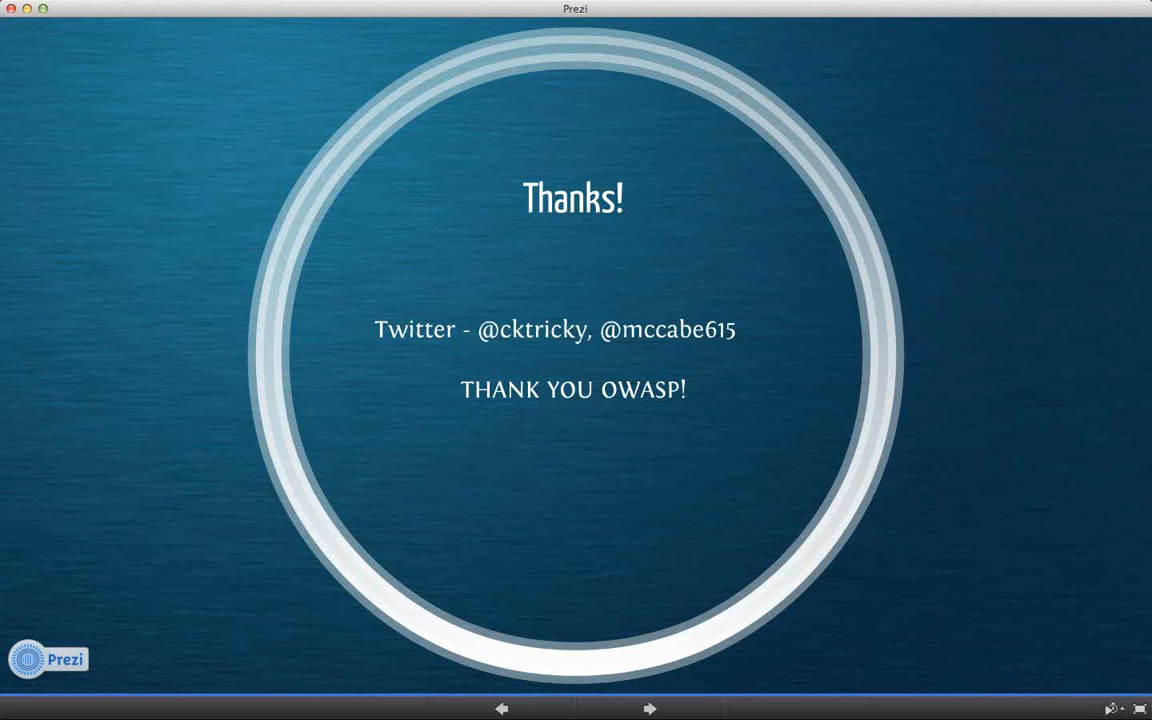 Prezi
Thanks!
Twitter - @cktricky, @mccabe615
THANK YOU OWASP!
Prezi